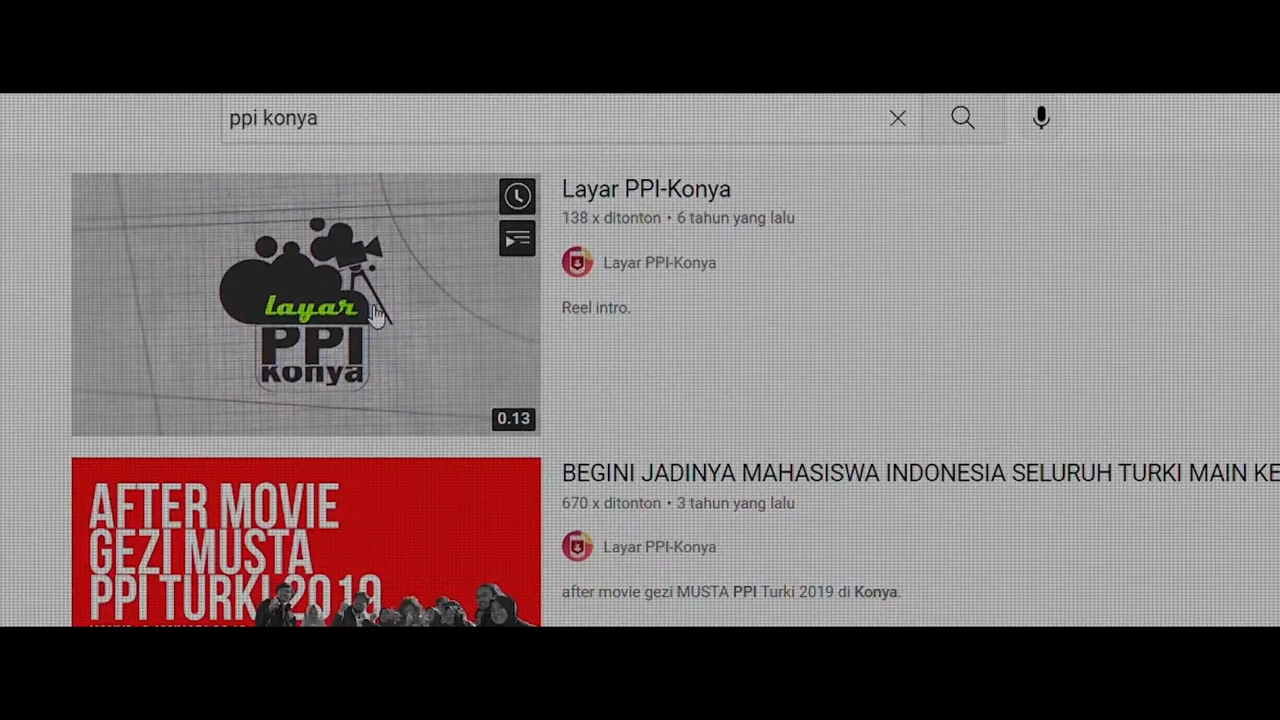 ppi konya
layar
PPI
konya
0.13
Layar PPI-Konya
138 x ditonton • 6 tahun yang lalu
Layar PPI-Konya
Reel intro.
AFTER MOVIE
GEZI MUSTA
PPI TURKI 2019
BEGINI JADINYA MAHASISWA INDONESIA SELURUH TURKI MAIN KE
670 x ditonton • 3 tahun yang lalu
Layar PPI-Konya
after movie gezi MUSTA PPI Turki 2019 di Konya.